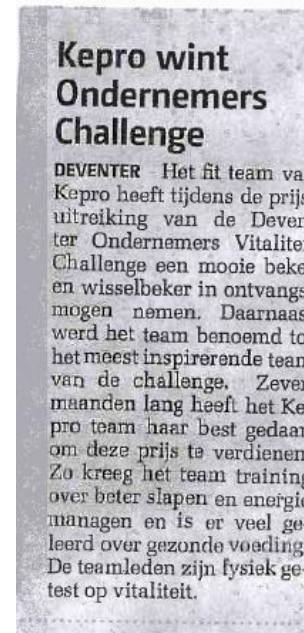 Kepro wint
Ondernemers
Challenge
DEVENTER Het fit team va
Kepro heeft tijdens de prijs
uitreiking van de Deven
ter Ondernemers Vitalitei
Challenge een mooie beke
en wisselbeker in ontvangs
mogen nemen. Daarnaas
werd het team benoemd to
het meest inspirerende team
van de challenge. Zeven
maanden lang heeft het Ke
pro team haar best gedaan
om deze prijs te verdienen
Zo kreeg het team training
over beter slapen en energie
managen en is er veel ge
leerd over gezonde voeding
De teamleden zijn fysiek ge-
test op vitaliteit.